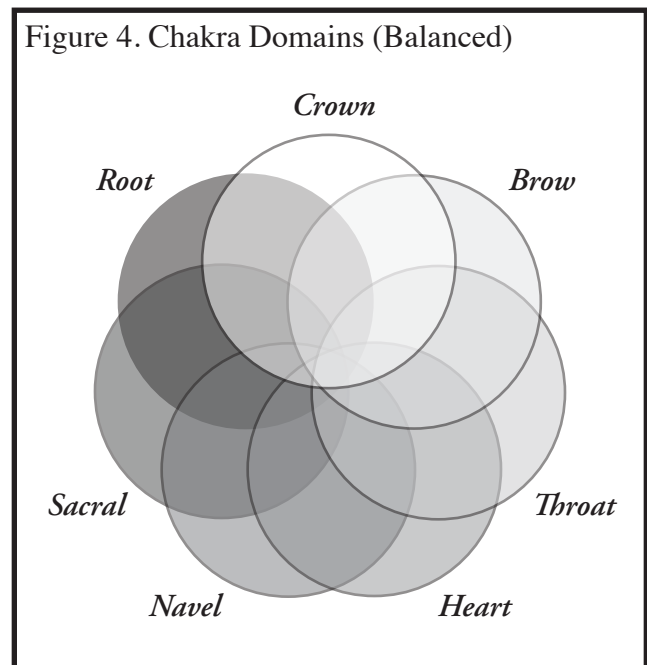 Figure 4. Chakra Domains (Balanced)
Crown
Root
Brow
Sacral
Throat
Navel
Heart